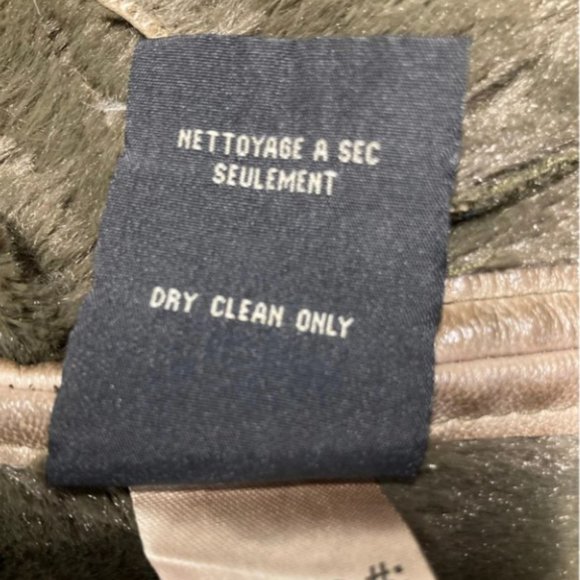 NETTOYAGE A SEC
SEULEMENT
DRY CLEAN ONLY
#: